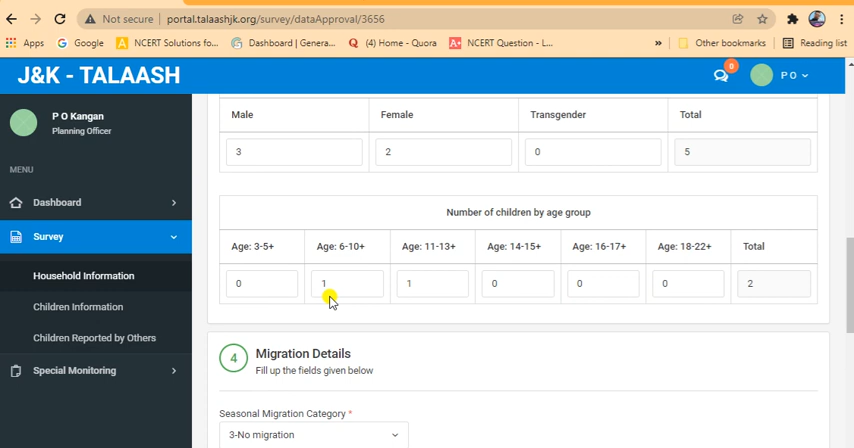 Not secure | portal.talaashjk.org/survey/dataApproval/3656
Apps Google NCERT Solutions fo... Dashboard | Genera... (4) Home - Quora NCERT Question - L... » Other bookmarks Reading list
J&K - TALAASH 0 P O
P O Kangan
Planning Officer
MENU
Dashboard
Survey
Household Information
Children Information
Children Reported by Others
Special Monitoring
Male Female Transgender Total
3 2 0 5
Number of children by age group
Age: 3-5+ Age: 6-10+ Age: 11-13+ Age: 14-15+ Age: 16-17+ Age: 18-22+ Total
0 1 1 0 0 0 2
4 Migration Details
Fill up the fields given below
Seasonal Migration Category *
3-No migration